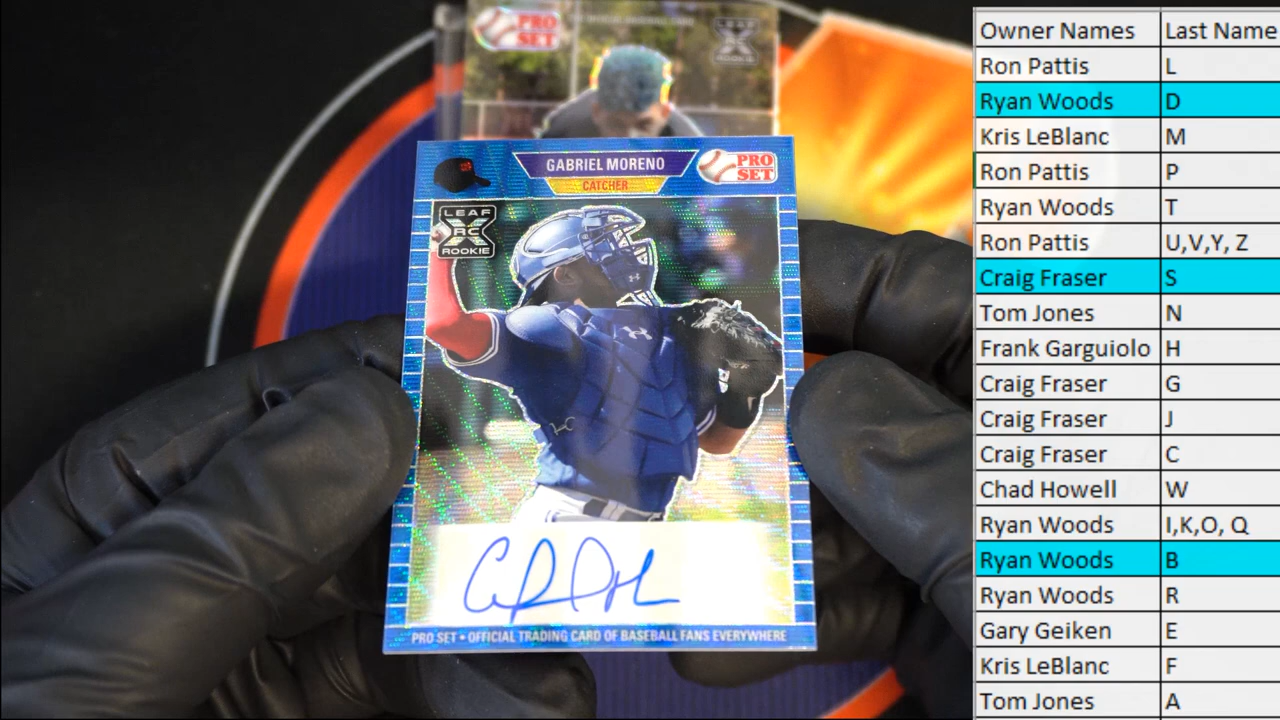 PRO
SET
LEAF
X
ROOKIE
GABRIEL MORENO
CATCHER
PRO
SET
LEAF
RC
ROOKIE
PRO SET • OFFICIAL TRADING CARD OF BASEBALL FANS EVERYWHERE
Owner Names Last Name
Ron Pattis L
Ryan Woods D
Kris LeBlanc M
Ron Pattis P
Ryan Woods T
Ron Pattis U,V,Y, Z
Craig Fraser S
Tom Jones N
Frank Garguiolo H
Craig Fraser G
Craig Fraser J
Craig Fraser C
Chad Howell W
Ryan Woods I,K,O, Q
Ryan Woods B
Ryan Woods R
Gary Geiken E
Kris LeBlanc F
Tom Jones A